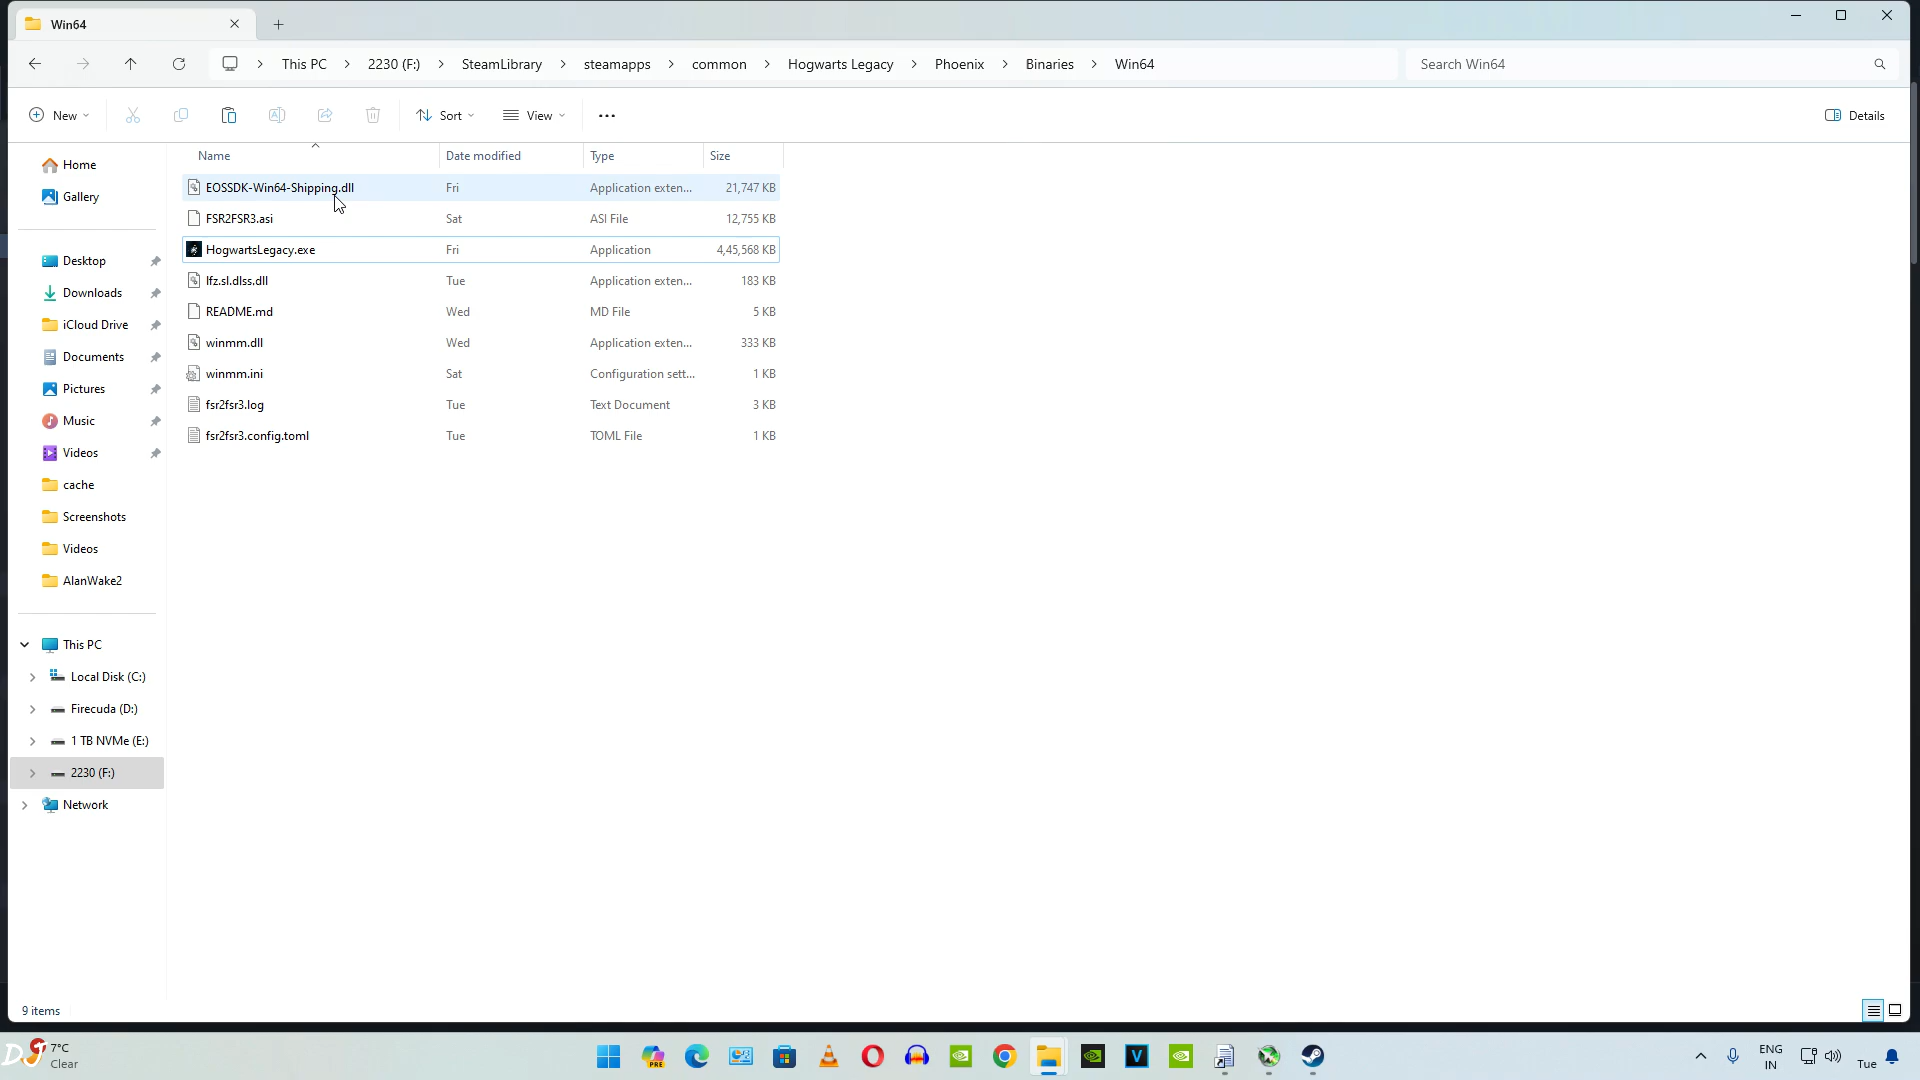 Win64
This PC
2230 (F:)
SteamLibrary
steamapps
common
Hogwarts Legacy
Phoenix
Binaries
Win64
Search Win64
New
Sort
View
Details
Name
Date modified
Type
Size
EOSSDK-Win64-Shipping.dll Fri Application exten... 21,747 KB
FSR2FSR3.asi Sat ASI File 12,755 KB
HogwartsLegacy.exe Fri Application 4,45,568 KB
lfz.sl.dlss.dll Tue Application exten... 183 KB
README.md Wed MD File 5 KB
winmm.dll Wed Application exten... 333 KB
winmm.ini Sat Configuration sett... 1 KB
fsr2fsr3.log Tue Text Document 3 KB
fsr2fsr3.config.toml Tue TOML File 1 KB
Home
Gallery
Desktop
Downloads
iCloud Drive
Documents
Pictures
Music
Videos
cache
Screenshots
Videos
AlanWake2
This PC
Local Disk (C:)
Firecuda (D:)
1 TB NVMe (E:)
2230 (F:)
Network
9 items
7°C
Clear
PRE
V
ENG
IN
Tue